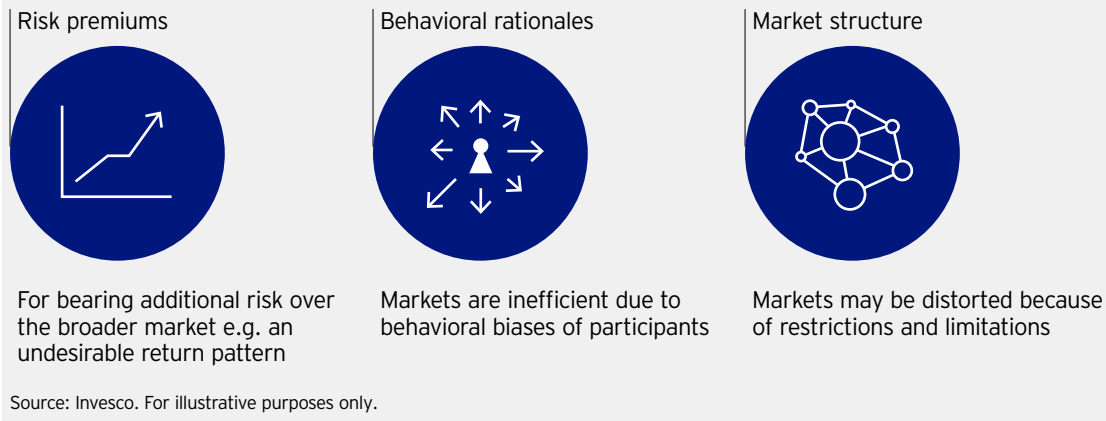 Risk premiums
For bearing additional risk over
the broader market e.g. an
undesirable return pattern
Behavioral rationales
Markets are inefficient due to
behavioral biases of participants
Market structure
Markets may be distorted because
of restrictions and limitations
Source: Invesco. For illustrative purposes only.